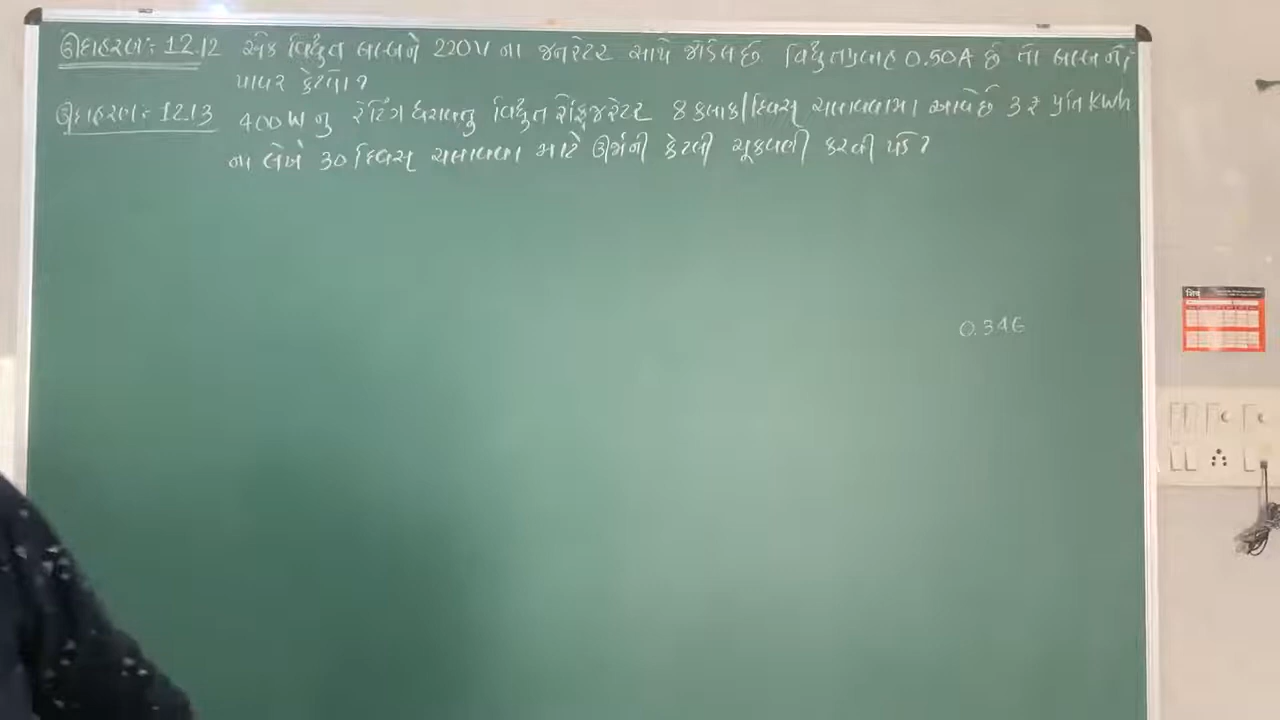 ઉદાહરણ: 12.12 એક વિદ્યુત બલ્બને 220V ના જનરેટર સાથે જોડેલ છે વિદ્યુતપ્રવાહ 0.50A છે તો બલ્બનો
પાવર કેટલો?
ઉદાહરણ: 12.13 400W નુ રેટિંગ ધરાવતુ વિદ્યુત રેફ્રિજરેટર 8 કલાક/દિવસ ચલાવવામાં આવે છે 3 ₹ પ્રતિ kWh
ના લેખે 30 દિવસ ચલાવવા માટે ઊર્જાની કેટલી ચૂકવણી કરવી પડે?
0.346
शिव